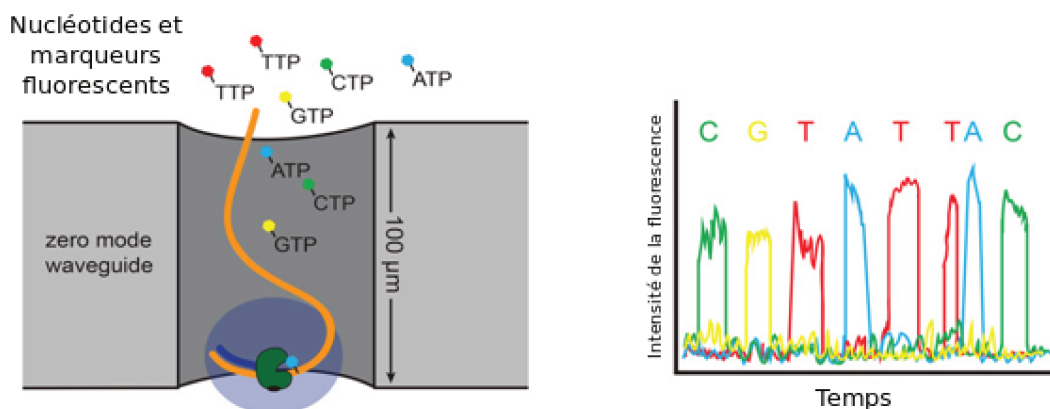 Nucléotides et
marqueurs
fluorescents
TTP
TTP
CTP
ATP
GTP
ATP
CTP
GTP
zero mode
waveguide
100 µm
Intensité de la fluorescence
C G T A T T A C
Temps